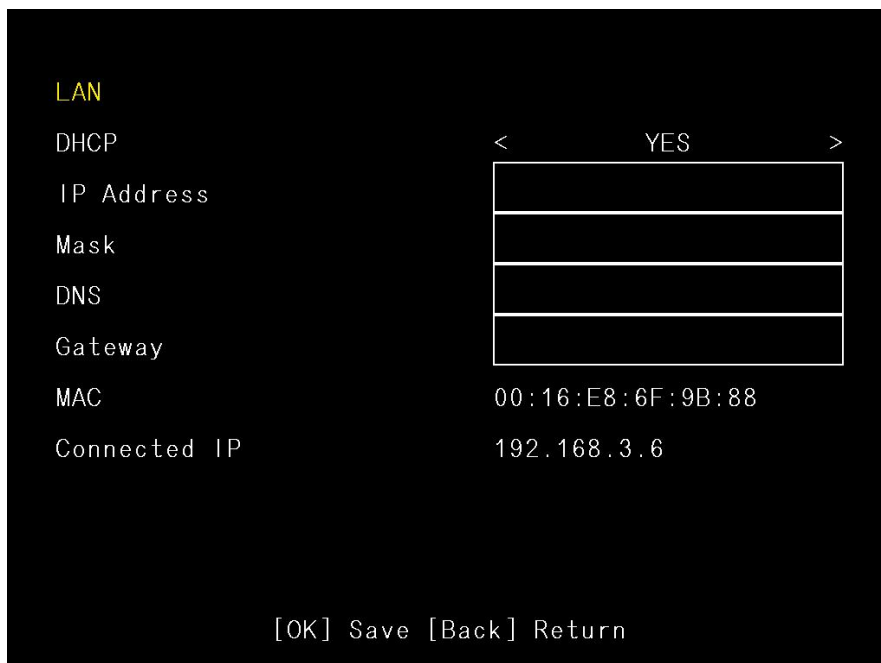 LAN
DHCP < YES >
IP Address
Mask
DNS
Gateway
MAC 00:16:E8:6F:9B:88
Connected IP 192.168.3.6
[OK] Save [Back] Return